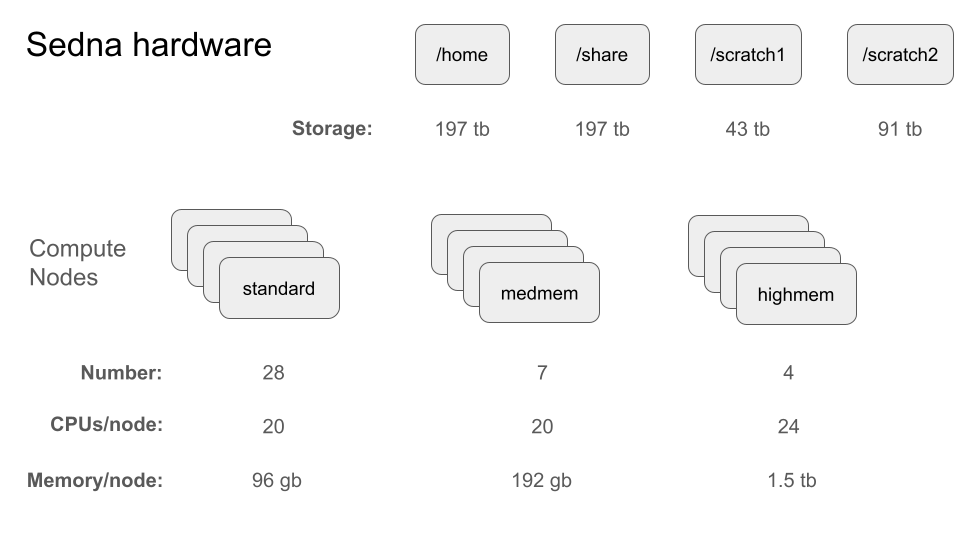 Sedna hardware
/home /share /scratch1 /scratch2
Storage: 197 tb 197 tb 43 tb 91 tb
Compute
Nodes
standard medmem highmem
Number: 28 7 4
CPUs/node: 20 20 24
Memory/node: 96 gb 192 gb 1.5 tb